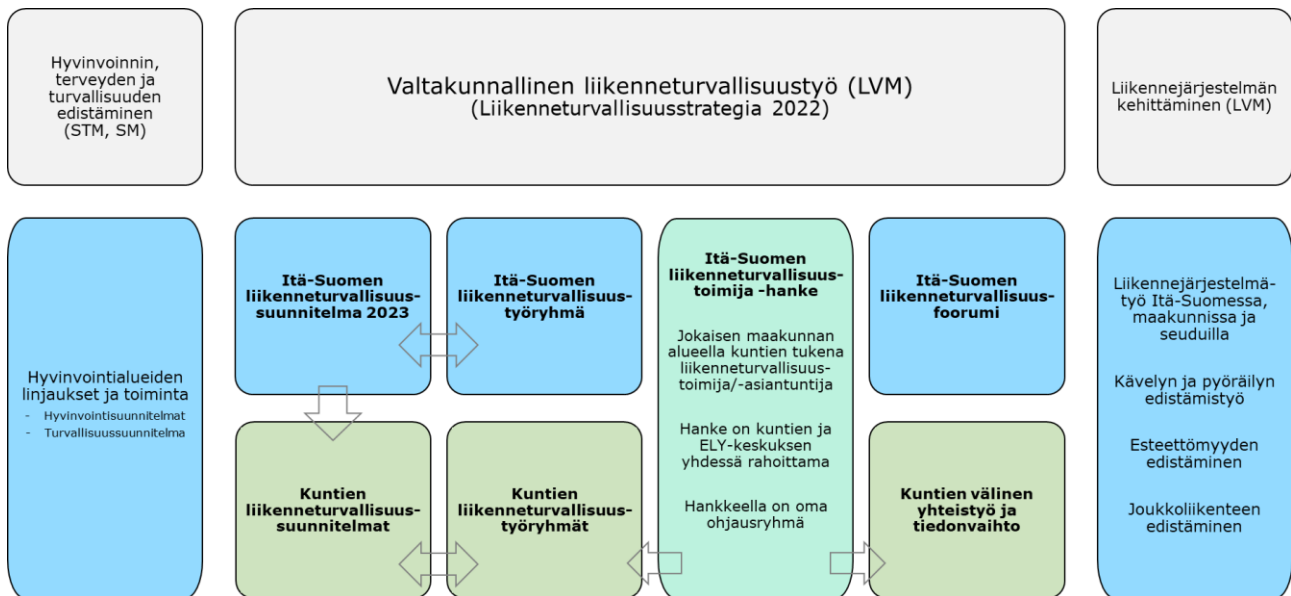 Hyvinvoinnin,
terveyden ja
turvallisuuden
edistäminen
(STM, SM)
Valtakunnallinen liikenneturvallisuustyö (LVM)
(Liikenneturvallisuusstrategia 2022)
Liikennejärjestelmän
kehittäminen (LVM)
Hyvinvointialueiden
linjaukset ja toiminta
- Hyvinvointisuunnitelmat
- Turvallisuussuunnitelma
Itä-Suomen
liikenneturvallisuus-
suunnitelma 2023
Itä-Suomen
liikenneturvallisuus-
työryhmä
Itä-Suomen
liikenneturvallisuus-
toimija -hanke
Jokaisen maakunnan
alueella kuntien tukena
liikenneturvallisuus-
toimija/-asiantuntija
Hanke on kuntien ja
ELY-keskuksen
yhdessä rahoittama
Hankkeella on oma
ohjausryhmä
Itä-Suomen
liikenneturvallisuus-
foorumi
Kuntien
liikenneturvallisuus-
suunnitelmat
Kuntien
liikenneturvallisuus-
työryhmät
Kuntien välinen
yhteistyö ja
tiedonvaihto
Liikennejärjestelmä-
työ Itä-Suomessa,
maakunnissa ja
seuduilla
Kävelyn ja pyöräilyn
edistämistyö
Esteettömyyden
edistäminen
Joukkoliikenteen
edistäminen